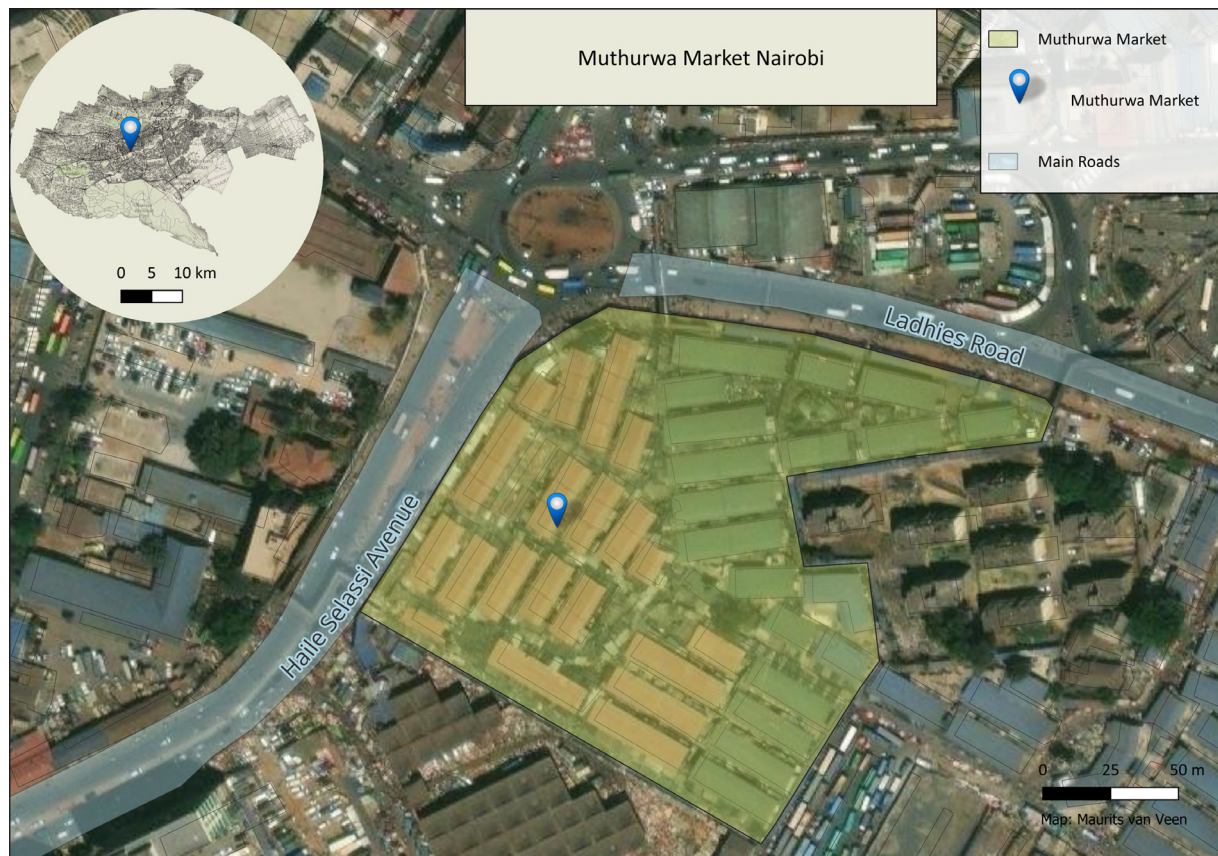 Muthurwa Market Nairobi
Muthurwa Market
Muthurwa Market
Main Roads
0 5 10 km
Ladhies Road
Haile Selassi Avenue
0 25 50 m
Map: Maurits van Veen